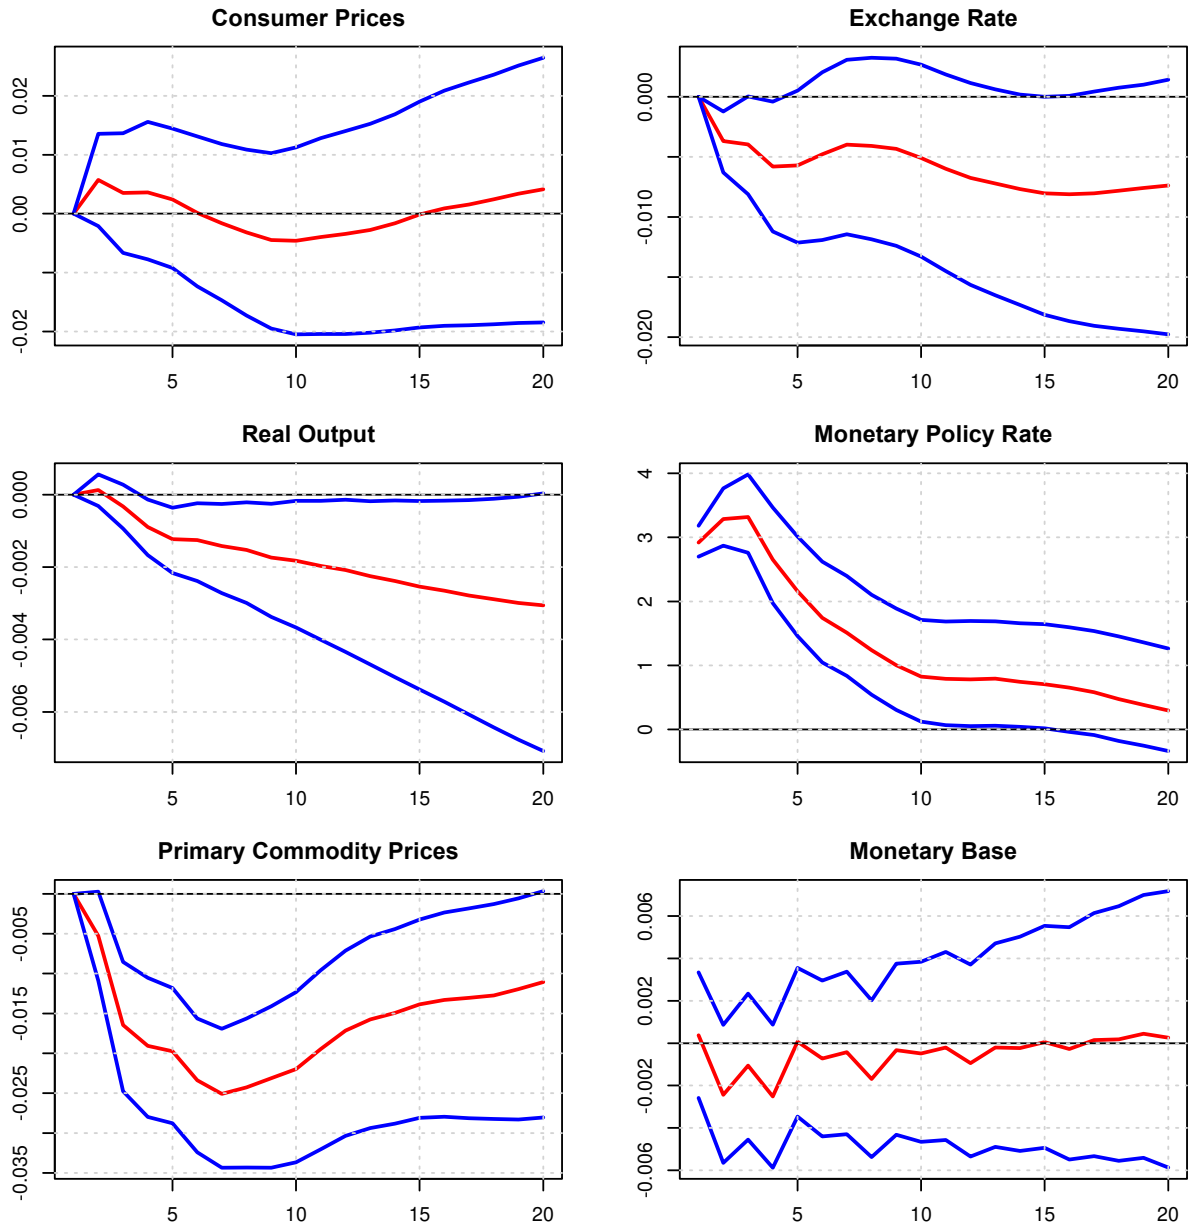 Consumer Prices
0.02
0.01
0.00
-0.02
5 10 15 20
Exchange Rate
0.000
-0.010
-0.020
5 10 15 20
Real Output
0.000
-0.002
-0.004
-0.006
5 10 15 20
Monetary Policy Rate
4
3
2
1
0
5 10 15 20
Primary Commodity Prices
-0.005
-0.015
-0.025
-0.035
5 10 15 20
Monetary Base
0.006
0.002
-0.002
-0.006
5 10 15 20